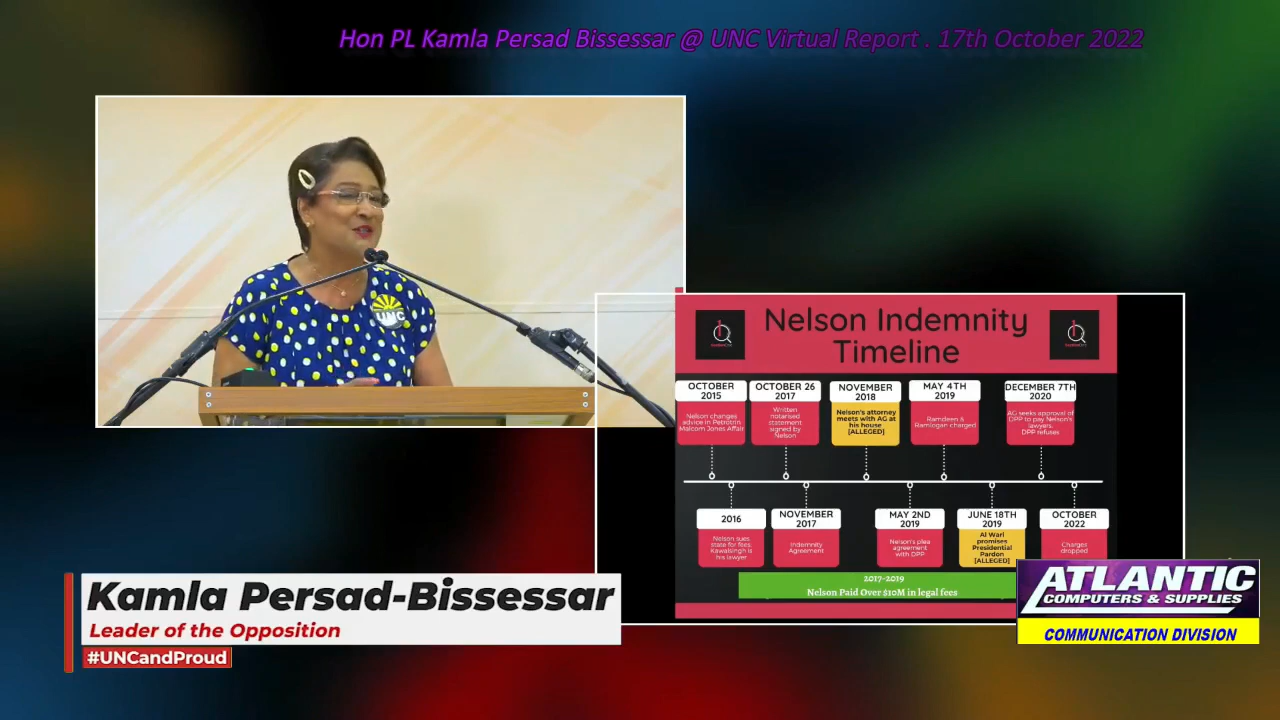 Hon PL Kamla Persad Bissessar @ UNC Virtual Report . 17th October 2022
UNC
Nelson Indemnity
Timeline
OCTOBER
2015
Nelson changes
advice in Petrotrin
Malcom Jones Affair
OCTOBER 26
2017
Written
notarised
statement
signed by
Nelson
NOVEMBER
2018
Nelson's attorney
meets with AG at
his house
[ALLEGED]
MAY 4TH
2019
Ramdeen &
Ramlogan charged
DECEMBER 7TH
2020
AG seeks approval of
DPP to pay Nelson's
lawyers.
DPP refuses
2016
Nelson sues
state for fees.
Kawalsingh is
his lawyer
NOVEMBER
2017
Indemnity
Agreement
MAY 2ND
2019
Nelson's plea
agreement
with DPP
JUNE 18TH
2019
Al Wari
promises
Presidential
Pardon
[ALLEGED]
OCTOBER
2022
Charges
dropped
2017-2019
Nelson Paid Over $10M in legal fees
Kamla Persad-Bissessar
Leader of the Opposition
#UNCandProud
ATLANTIC
COMPUTERS & SUPPLIES
COMMUNICATION DIVISION